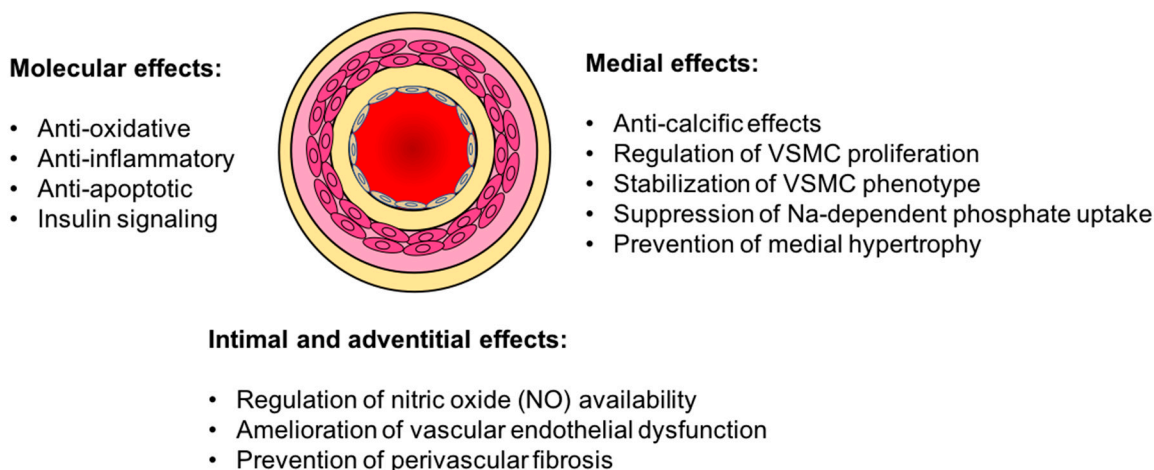 Molecular effects:
• Anti-oxidative
• Anti-inflammatory
• Anti-apoptotic
• Insulin signaling
Medial effects:
• Anti-calcific effects
• Regulation of VSMC proliferation
• Stabilization of VSMC phenotype
• Suppression of Na-dependent phosphate uptake
• Prevention of medial hypertrophy
Intimal and adventitial effects:
• Regulation of nitric oxide (NO) availability
• Amelioration of vascular endothelial dysfunction
• Prevention of perivascular fibrosis